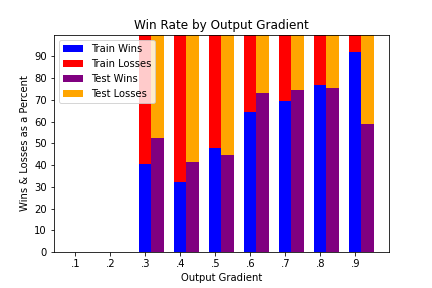 Win Rate by Output Gradient
Train Wins
Train Losses
Test Wins
Test Losses
Wins & Losses as a Percent
90
80
70
60
50
40
30
20
10
0
.1 .2 .3 .4 .5 .6 .7 .8 .9
Output Gradient